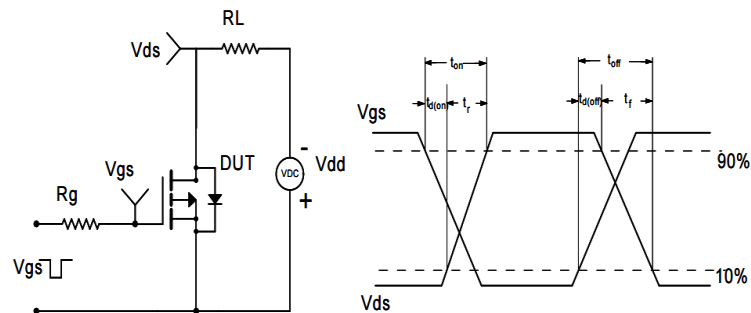 RL
Vds
Vgs
DUT
VDC
-
Vdd
+
Rg
Vgs
ton
toff
td(on)
tr
td(off)
tf
Vgs
90%
10%
Vds